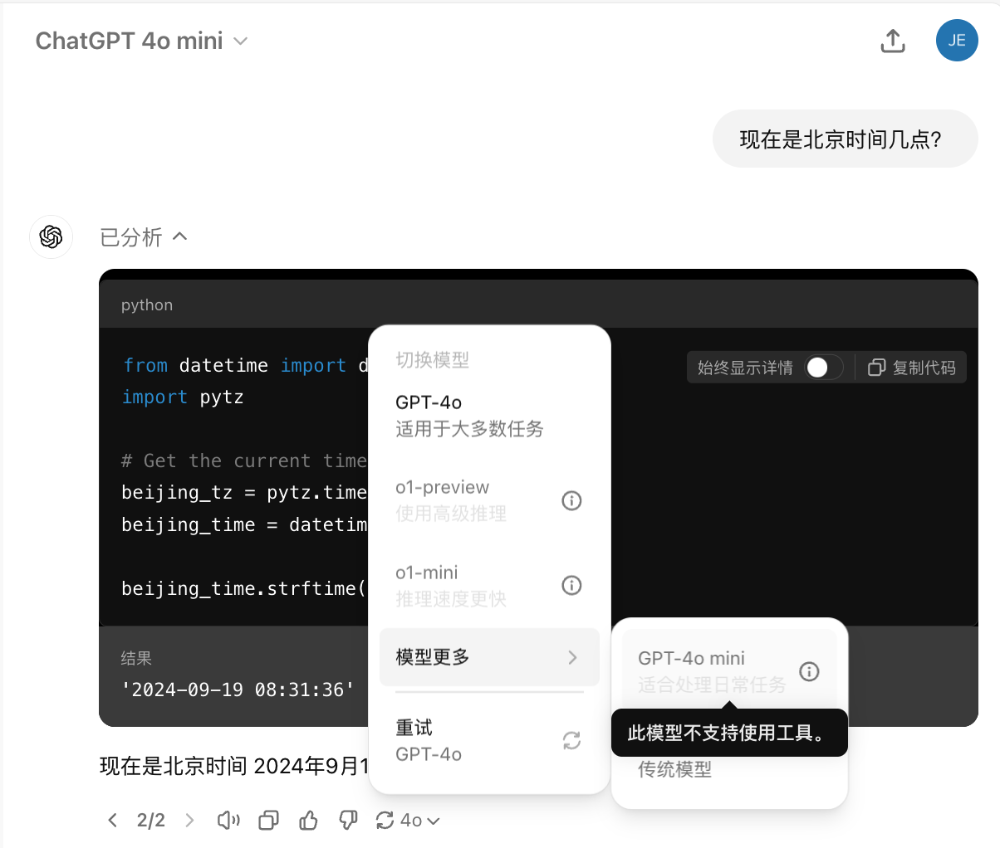 ChatGPT 4o mini
JE
现在是北京时间几点?
已分析
python
from datetime import d
import pytz
始终显示详情
复制代码
# Get the current time
beijing_tz = pytz.time
beijing_time = datetim
beijing_time.strftime(
结果
'2024-09-19 08:31:36'
现在是北京时间 2024年9月1
2/2
4o
切换模型
GPT-4o
适用于大多数任务
o1-preview
使用高级推理
o1-mini
推理速度更快
模型更多
重试
GPT-4o
GPT-4o mini
适合处理日常任务
此模型不支持使用工具。
传统模型